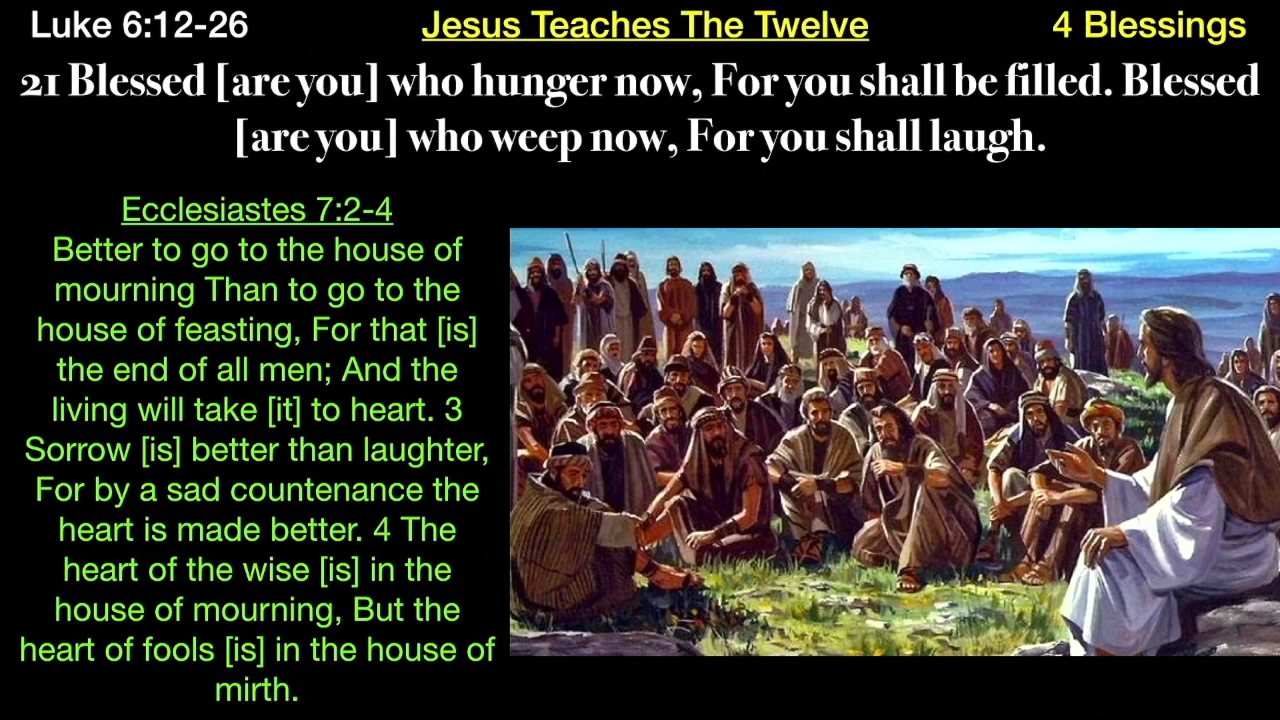 Luke 6:12-26 Jesus Teaches The Twelve 4 Blessings
21 Blessed [are you] who hunger now, For you shall be filled. Blessed
[are you] who weep now, For you shall laugh.
Ecclesiastes 7:2-4
Better to go to the house of
mourning Than to go to the
house of feasting, For that [is]
the end of all men; And the
living will take [it] to heart. 3
Sorrow [is] better than laughter,
For by a sad countenance the
heart is made better. 4 The
heart of the wise [is] in the
house of mourning, But the
heart of fools [is] in the house of
mirth.